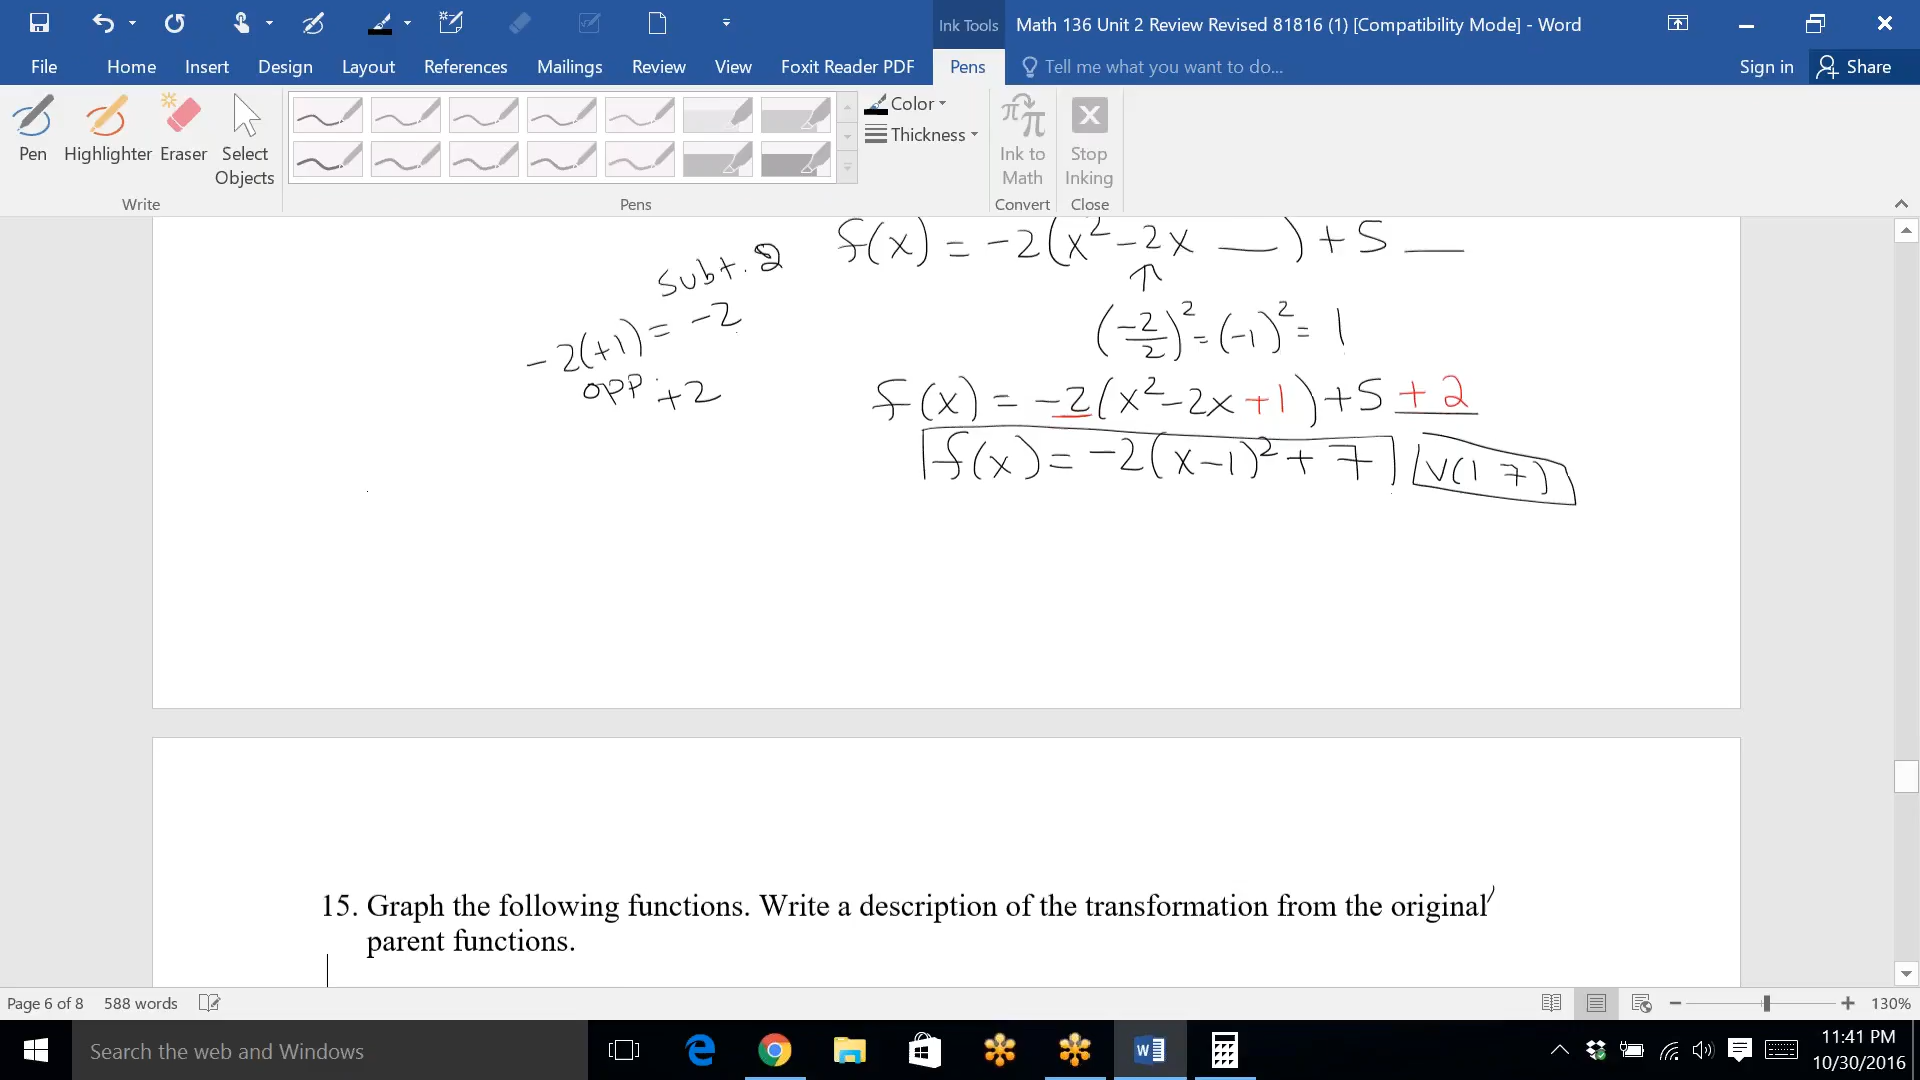 Ink Tools Math 136 Unit 2 Review Revised 81816 (1) [Compatibility Mode] - Word
File Home Insert Design Layout References Mailings Review View Foxit Reader PDF Pens Tell me what you want to do... Sign in Share
Pen Highlighter Eraser Select Objects
Color
Thickness
Ink to Math
Stop Inking
Write Pens Convert Close
f(x) = -2(x² -2x __) + 5 __
subt. 2
-2(+1) = -2
opp +2
(-2/2)² = (-1)² = 1
f(x) = -2(x² - 2x +1) + 5 + 2
f(x) = -2(x-1)² + 7 V(1 7)
15. Graph the following functions. Write a description of the transformation from the original
parent functions.
Page 6 of 8 588 words 130%
Search the web and Windows
11:41 PM
10/30/2016